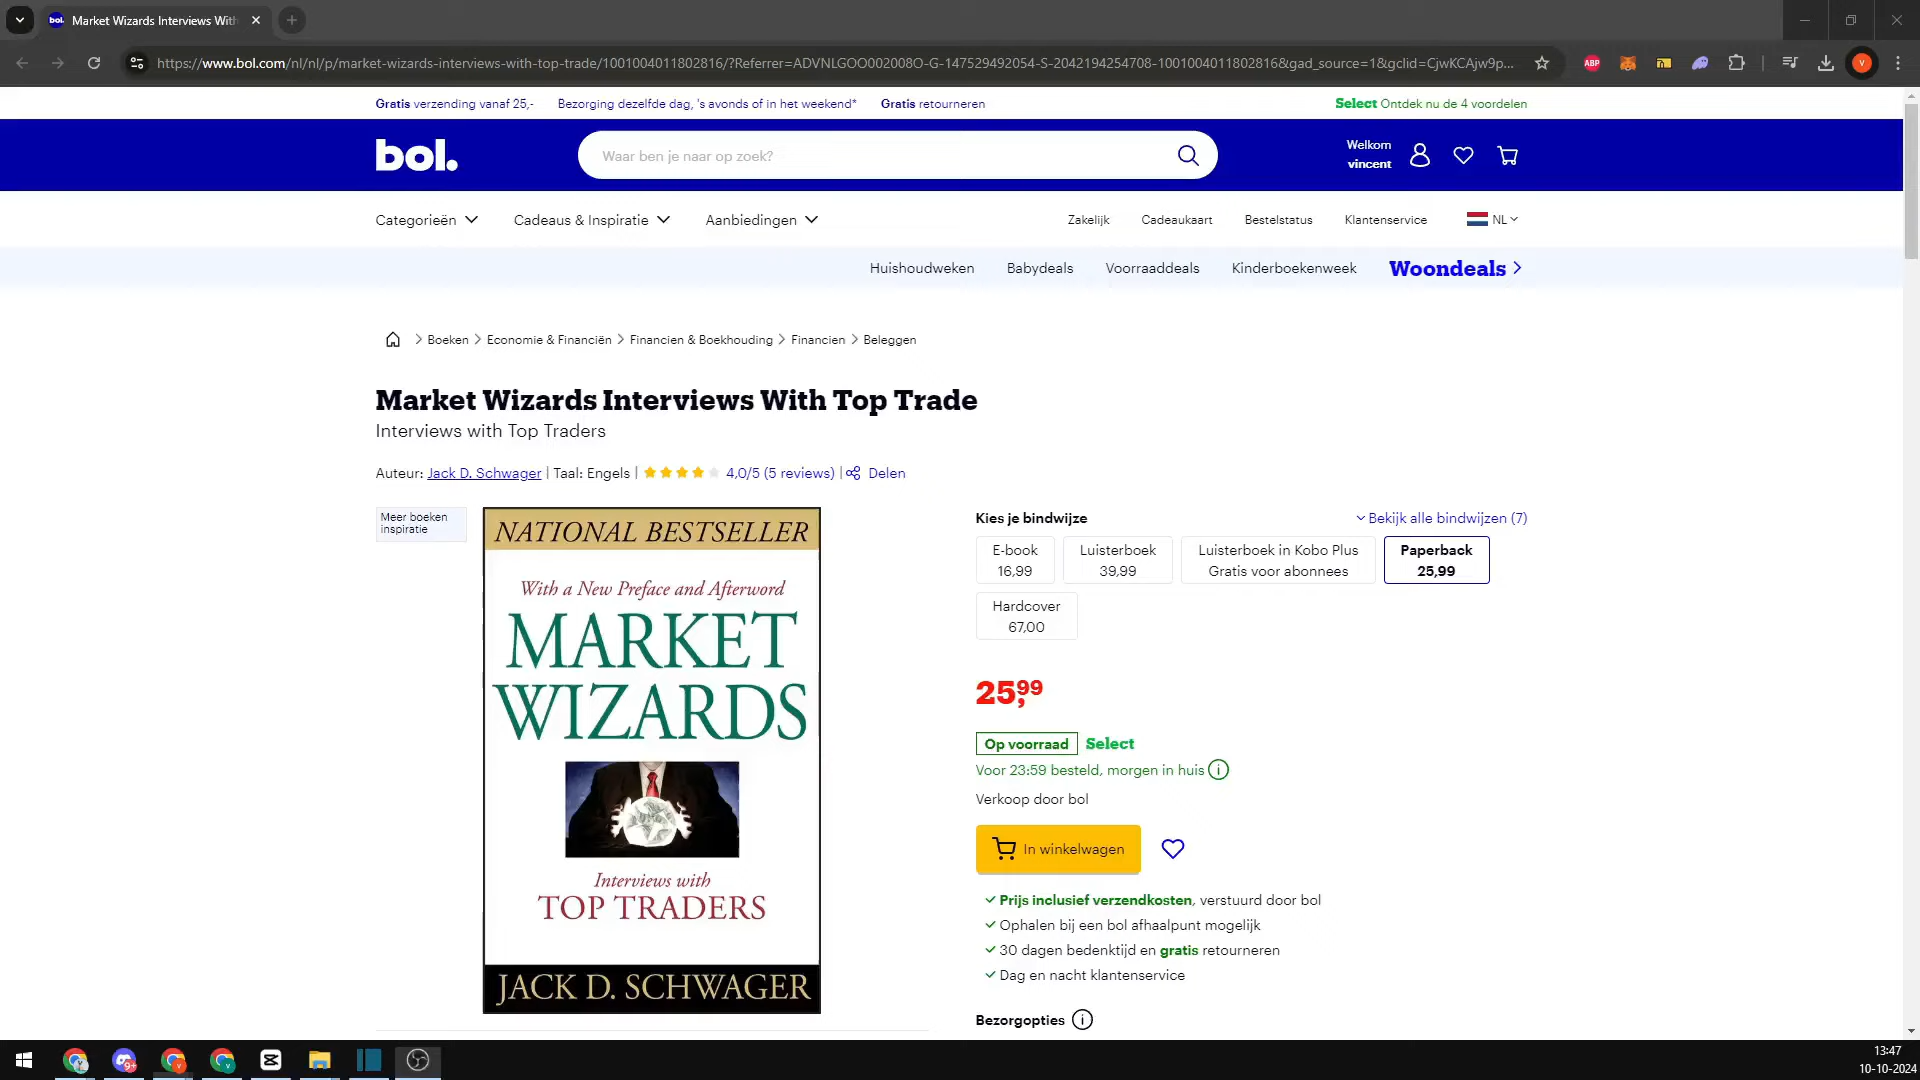 bol. Market Wizards Interviews With
https://www.bol.com/nl/nl/p/market-wizards-interviews-with-top-trade/1001004011802816/?Referrer=ADVNLGOO002008O-G-147529492054-S-2042194254708-1001004011802816&gad_source=1&gclid=CjwKCAjw9p...
ABP
V
Gratis verzending vanaf 25,- Bezorging dezelfde dag, 's avonds of in het weekend* Gratis retourneren Select Ontdek nu de 4 voordelen
bol.
Waar ben je naar op zoek?
Welkom
vincent
Categorieën Cadeaus & Inspiratie Aanbiedingen Zakelijk Cadeaukaart Bestelstatus Klantenservice NL
Huishoudweken Babydeals Voorraaddeals Kinderboekenweek Woondeals
Boeken Economie & Financiën Financien & Boekhouding Financien Beleggen
Market Wizards Interviews With Top Trade
Interviews with Top Traders
Auteur: Jack D. Schwager | Taal: Engels | 4,0/5 (5 reviews) | Delen
Meer boeken
inspiratie
NATIONAL BESTSELLER
With a New Preface and Afterword
MARKET
WIZARDS
Interviews with
TOP TRADERS
JACK D. SCHWAGER
Kies je bindwijze Bekijk alle bindwijzen (7)
E-book
16,99
Luisterboek
39,99
Luisterboek in Kobo Plus
Gratis voor abonnees
Paperback
25,99
Hardcover
67,00
25,99
Op voorraad Select
Voor 23:59 besteld, morgen in huis
Verkoop door bol
In winkelwagen
Prijs inclusief verzendkosten, verstuurd door bol
Ophalen bij een bol afhaalpunt mogelijk
30 dagen bedenktijd en gratis retourneren
Dag en nacht klantenservice
Bezorgopties
9+
13:47
10-10-2024